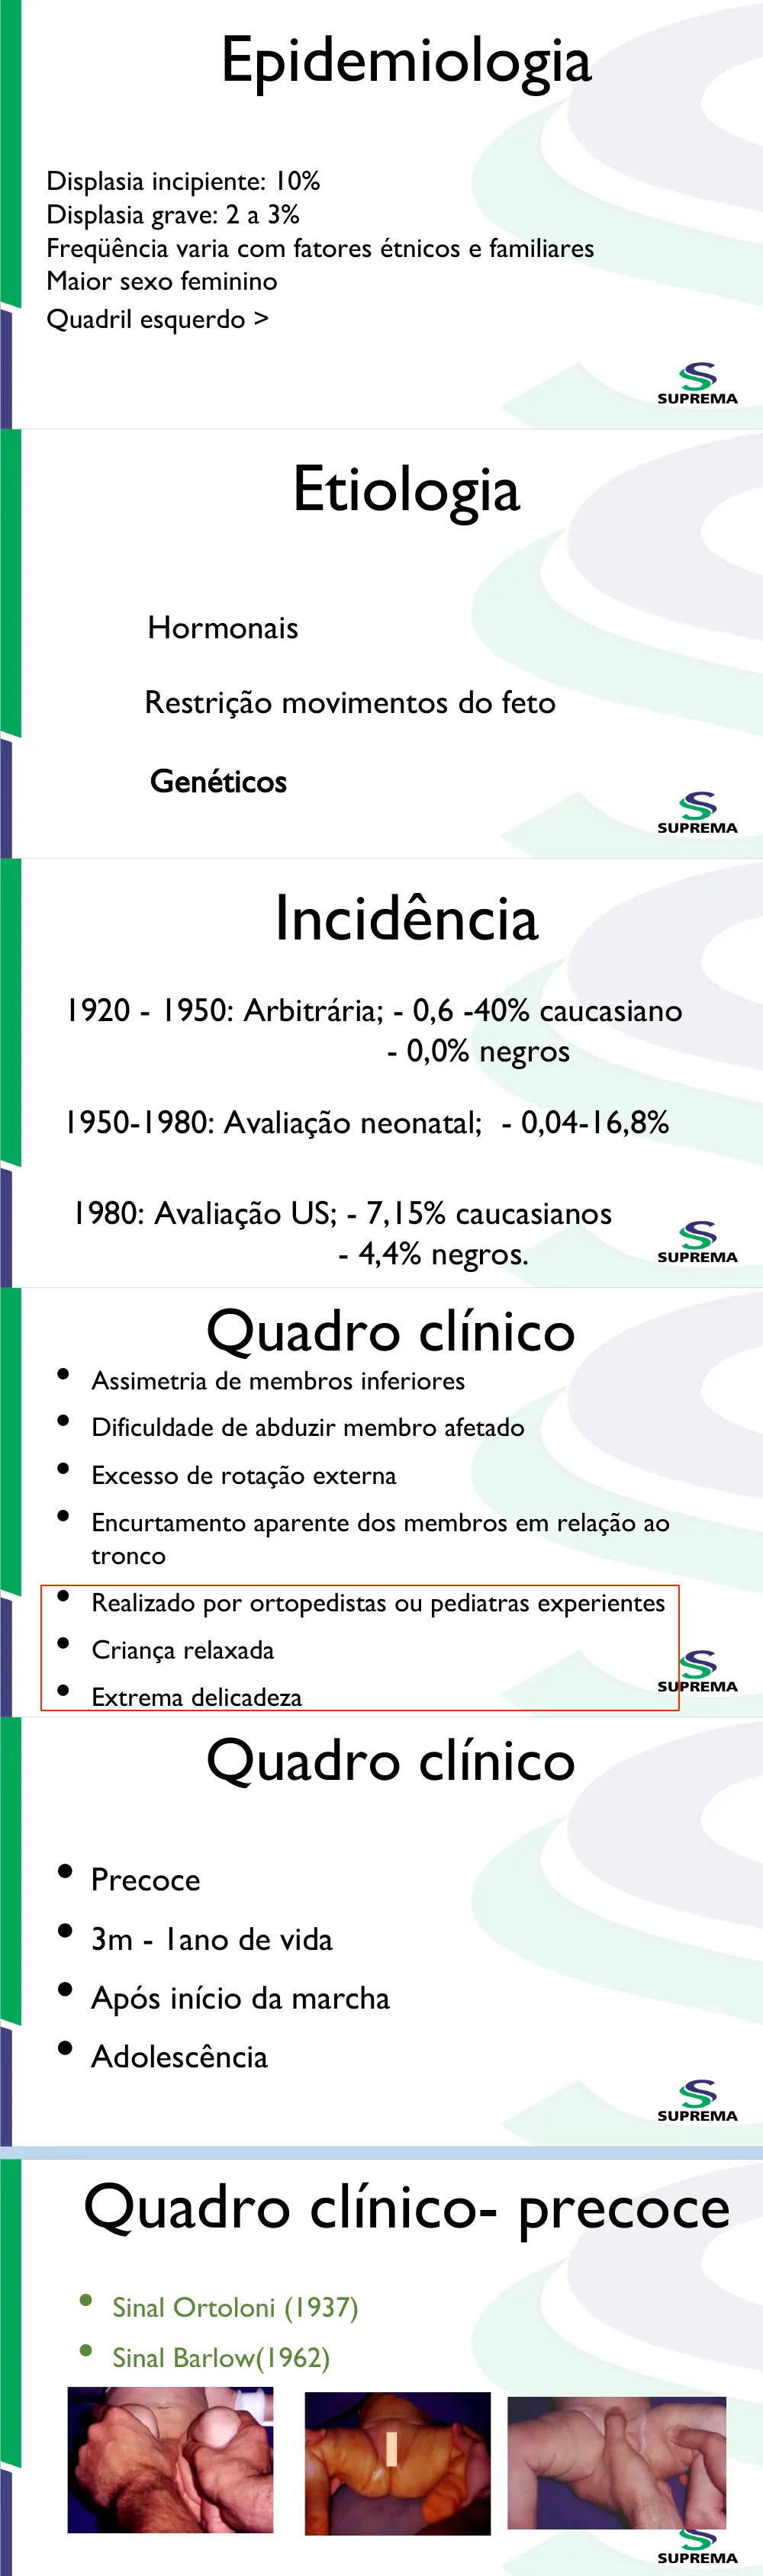 Epidemiologia
Displasia incipiente: 10%
Displasia grave: 2 a 3%
Freqüência varia com fatores étnicos e familiares
Maior sexo feminino
Quadril esquerdo >
SUPREMA
Etiologia
Hormonais
Restrição movimentos do feto
Genéticos
SUPREMA
Incidência
1920 - 1950: Arbitrária; - 0,6 -40% caucasiano
- 0,0% negros
1950-1980: Avaliação neonatal; - 0,04-16,8%
1980: Avaliação US; - 7,15% caucasianos
- 4,4% negros.
SUPREMA
Quadro clínico
• Assimetria de membros inferiores
• Dificuldade de abduzir membro afetado
• Excesso de rotação externa
• Encurtamento aparente dos membros em relação ao
tronco
• Realizado por ortopedistas ou pediatras experientes
• Criança relaxada
• Extrema delicadeza
SUPREMA
Quadro clínico
• Precoce
• 3m - 1ano de vida
• Após início da marcha
• Adolescência
SUPREMA
Quadro clínico- precoce
• Sinal Ortoloni (1937)
• Sinal Barlow(1962)
SUPREMA